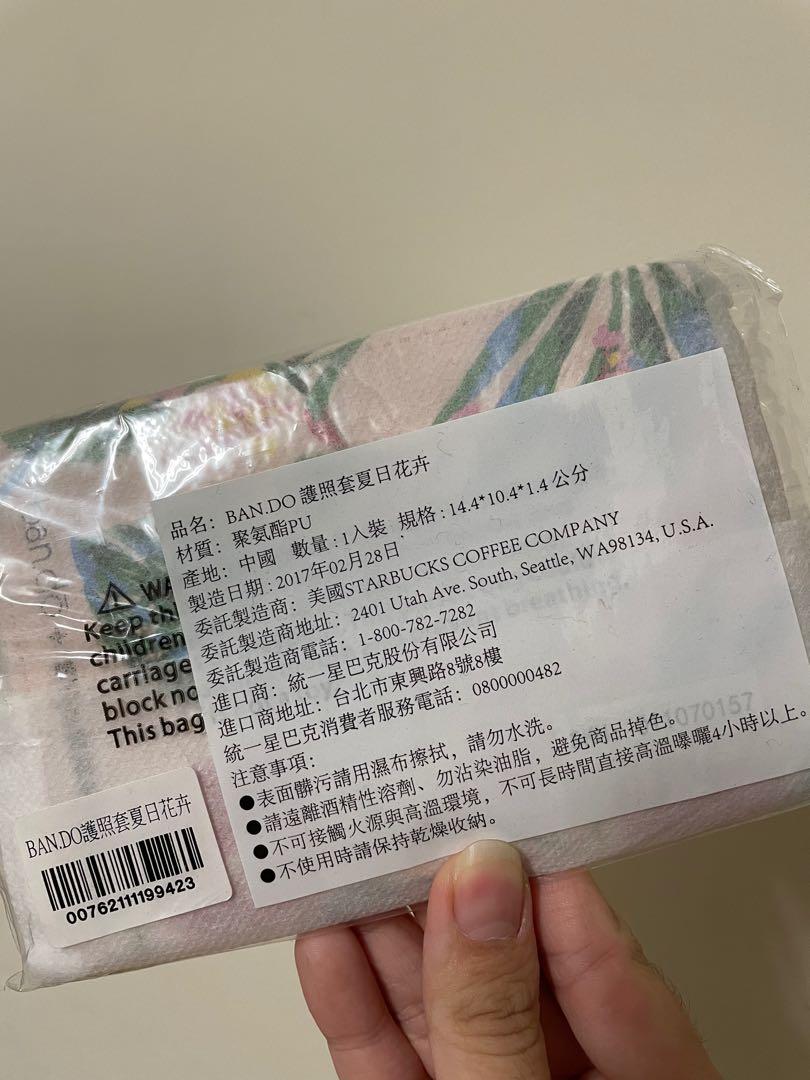 品名: BAN.DO 護照套夏日花卉
材質: 聚氨酯PU
產地: 中國 數量:1入裝 規格:14.4*10.4*1.4 公分
製造日期:2017年02月28日
委託製造商: 美國STARBUCKS COFFEE COMPANY
委託製造商地址: 2401 Utah Ave. South, Seattle, WA98134, U.S.A.
委託製造商電話: 1-800-782-7282
進口商: 統一星巴克股份有限公司
進口商地址: 台北市東興路8號8樓
統一星巴克消費者服務電話: 0800000482
注意事項:
●表面髒污請用濕布擦拭，請勿水洗。
●請遠離酒精性溶劑、勿沾染油脂，避免商品掉色。
●不可接觸火源與高溫環境，不可長時間直接高溫曝曬4小時以上。
●不使用時請保持乾燥收納。
ban.do
WA
Keep thi
children
carriage
block no
This bag
breathing.
1070157
BAN.DO護照套夏日花卉
00762111199423